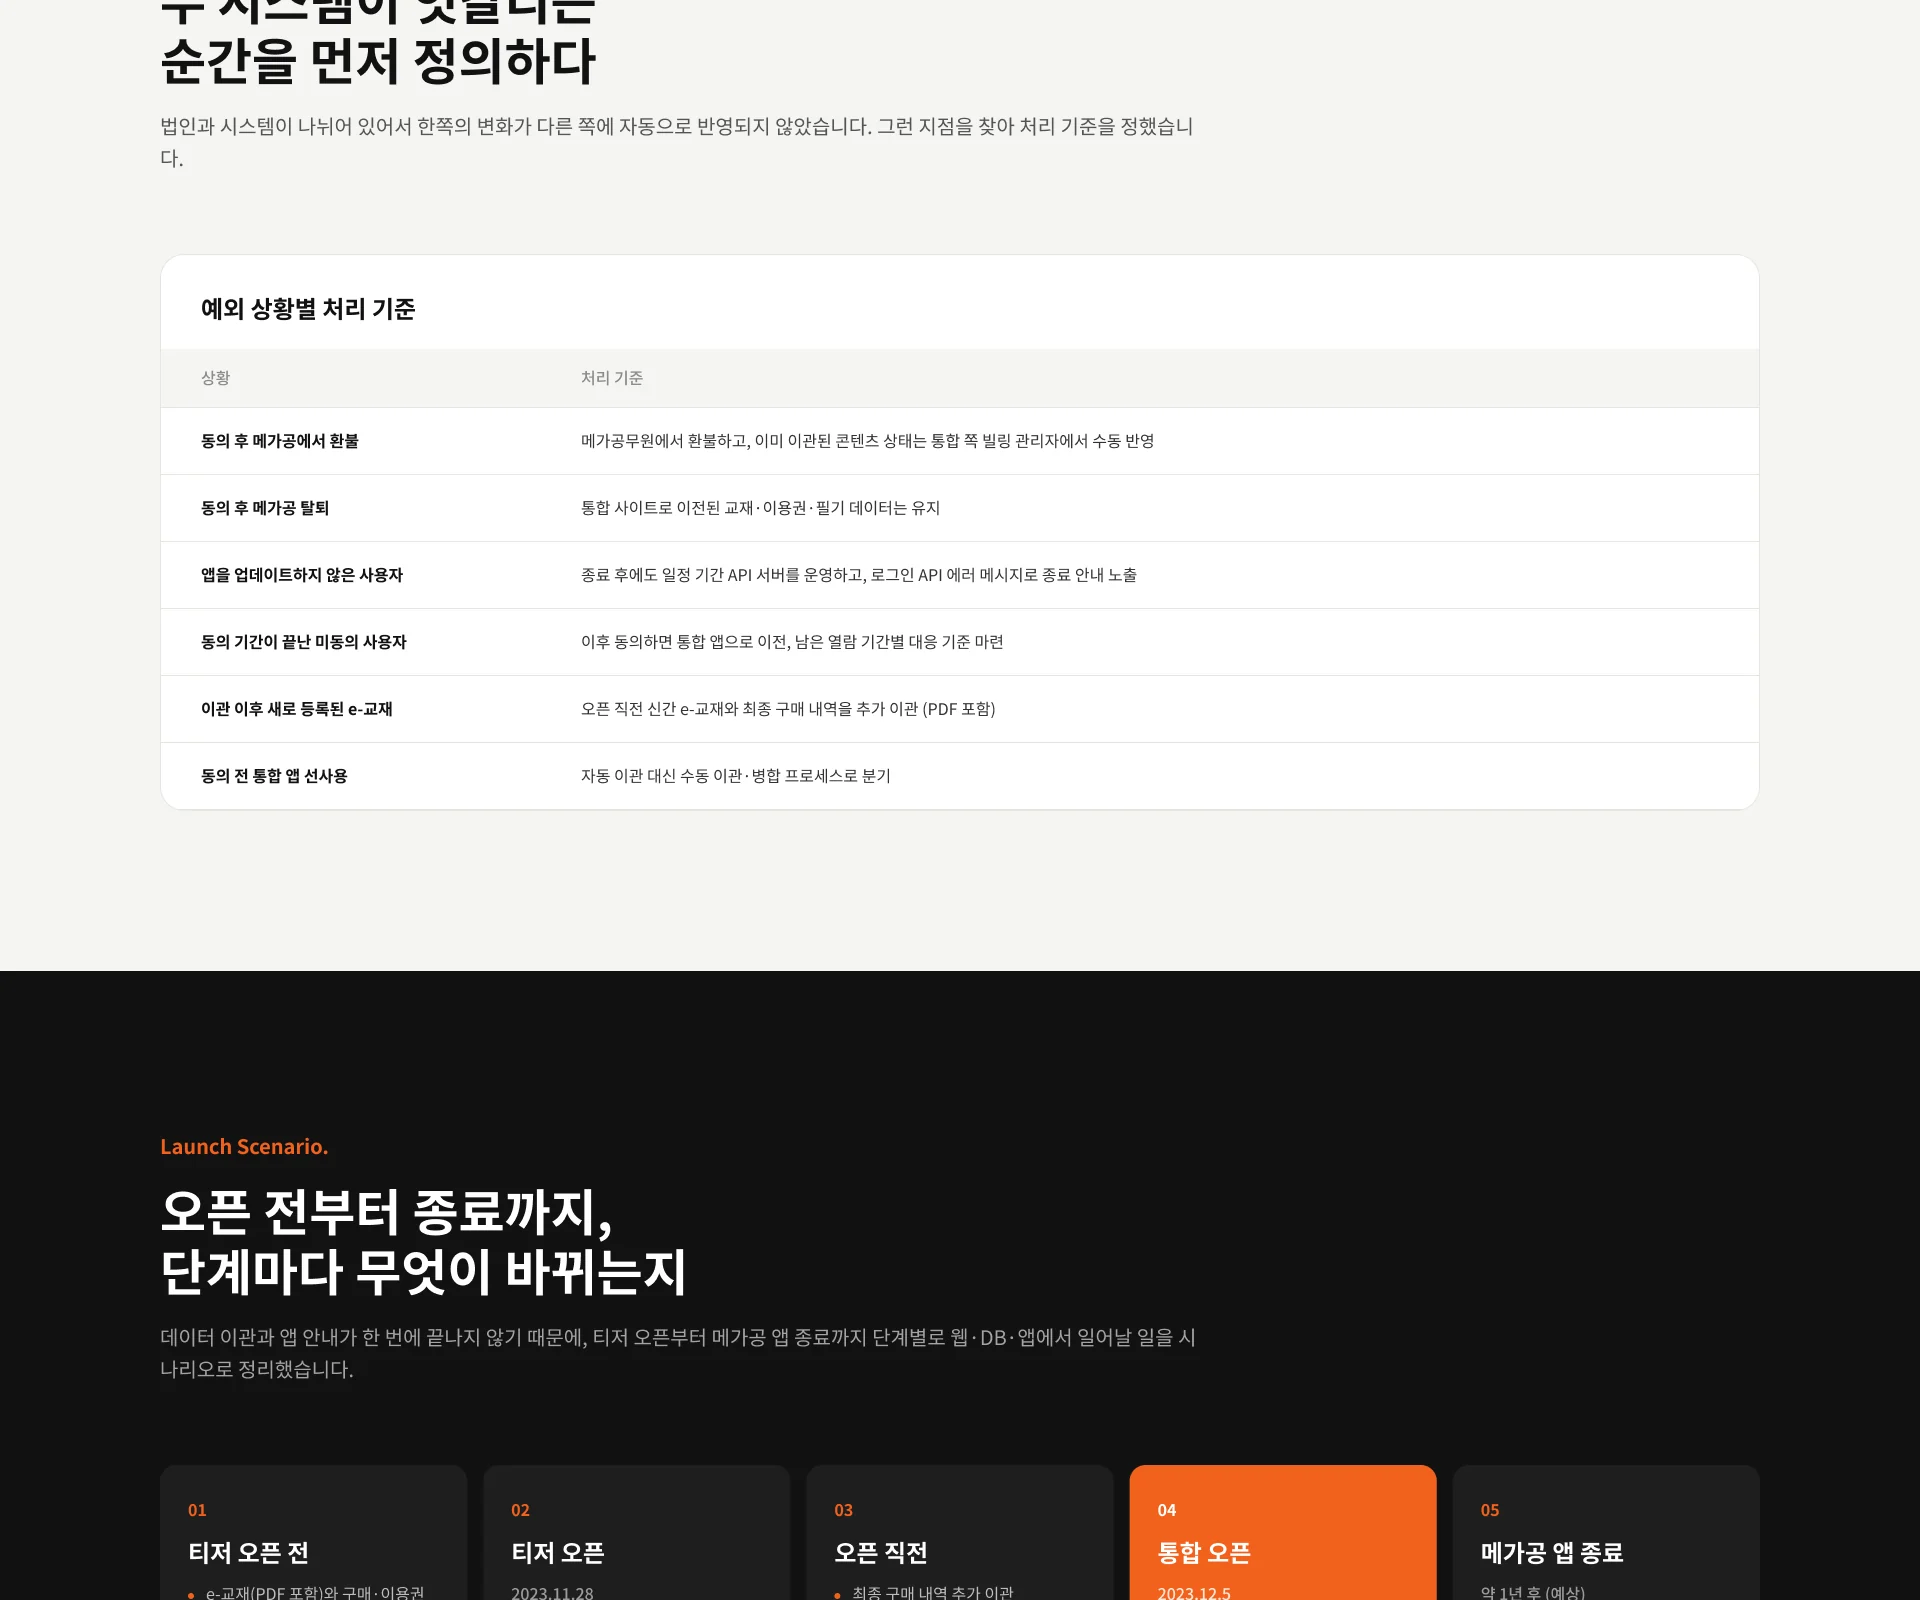 두 시스템이 엇갈리는
순간을 먼저 정의하다
법인과 시스템이 나뉘어 있어서 한쪽의 변화가 다른 쪽에 자동으로 반영되지 않았습니다. 그런 지점을 찾아 처리 기준을 정했습니
다.
예외 상황별 처리 기준
상황 처리 기준
동의 후 메가공에서 환불 메가공무원에서 환불하고, 이미 이관된 콘텐츠 상태는 통합 쪽 빌링 관리자에서 수동 반영
동의 후 메가공 탈퇴 통합 사이트로 이전된 교재·이용권·필기 데이터는 유지
앱을 업데이트하지 않은 사용자 종료 후에도 일정 기간 API 서버를 운영하고, 로그인 API 에러 메시지로 종료 안내 노출
동의 기간이 끝난 미동의 사용자 이후 동의하면 통합 앱으로 이전, 남은 열람 기간별 대응 기준 마련
이관 이후 새로 등록된 e-교재 오픈 직전 신간 e-교재와 최종 구매 내역을 추가 이관 (PDF 포함)
동의 전 통합 앱 선사용 자동 이관 대신 수동 이관·병합 프로세스로 분기
Launch Scenario.
오픈 전부터 종료까지,
단계마다 무엇이 바뀌는지
데이터 이관과 앱 안내가 한 번에 끝나지 않기 때문에, 티저 오픈부터 메가공 앱 종료까지 단계별로 웹·DB·앱에서 일어날 일을 시
나리오로 정리했습니다.
01
티저 오픈 전
e-교재(PDF 포함)와 구매·이용권
02
티저 오픈
2023.11.28
03
오픈 직전
최종 구매 내역 추가 이관
04
통합 오픈
2023.12.5
05
메가공 앱 종료
약 1년 후 (예상)